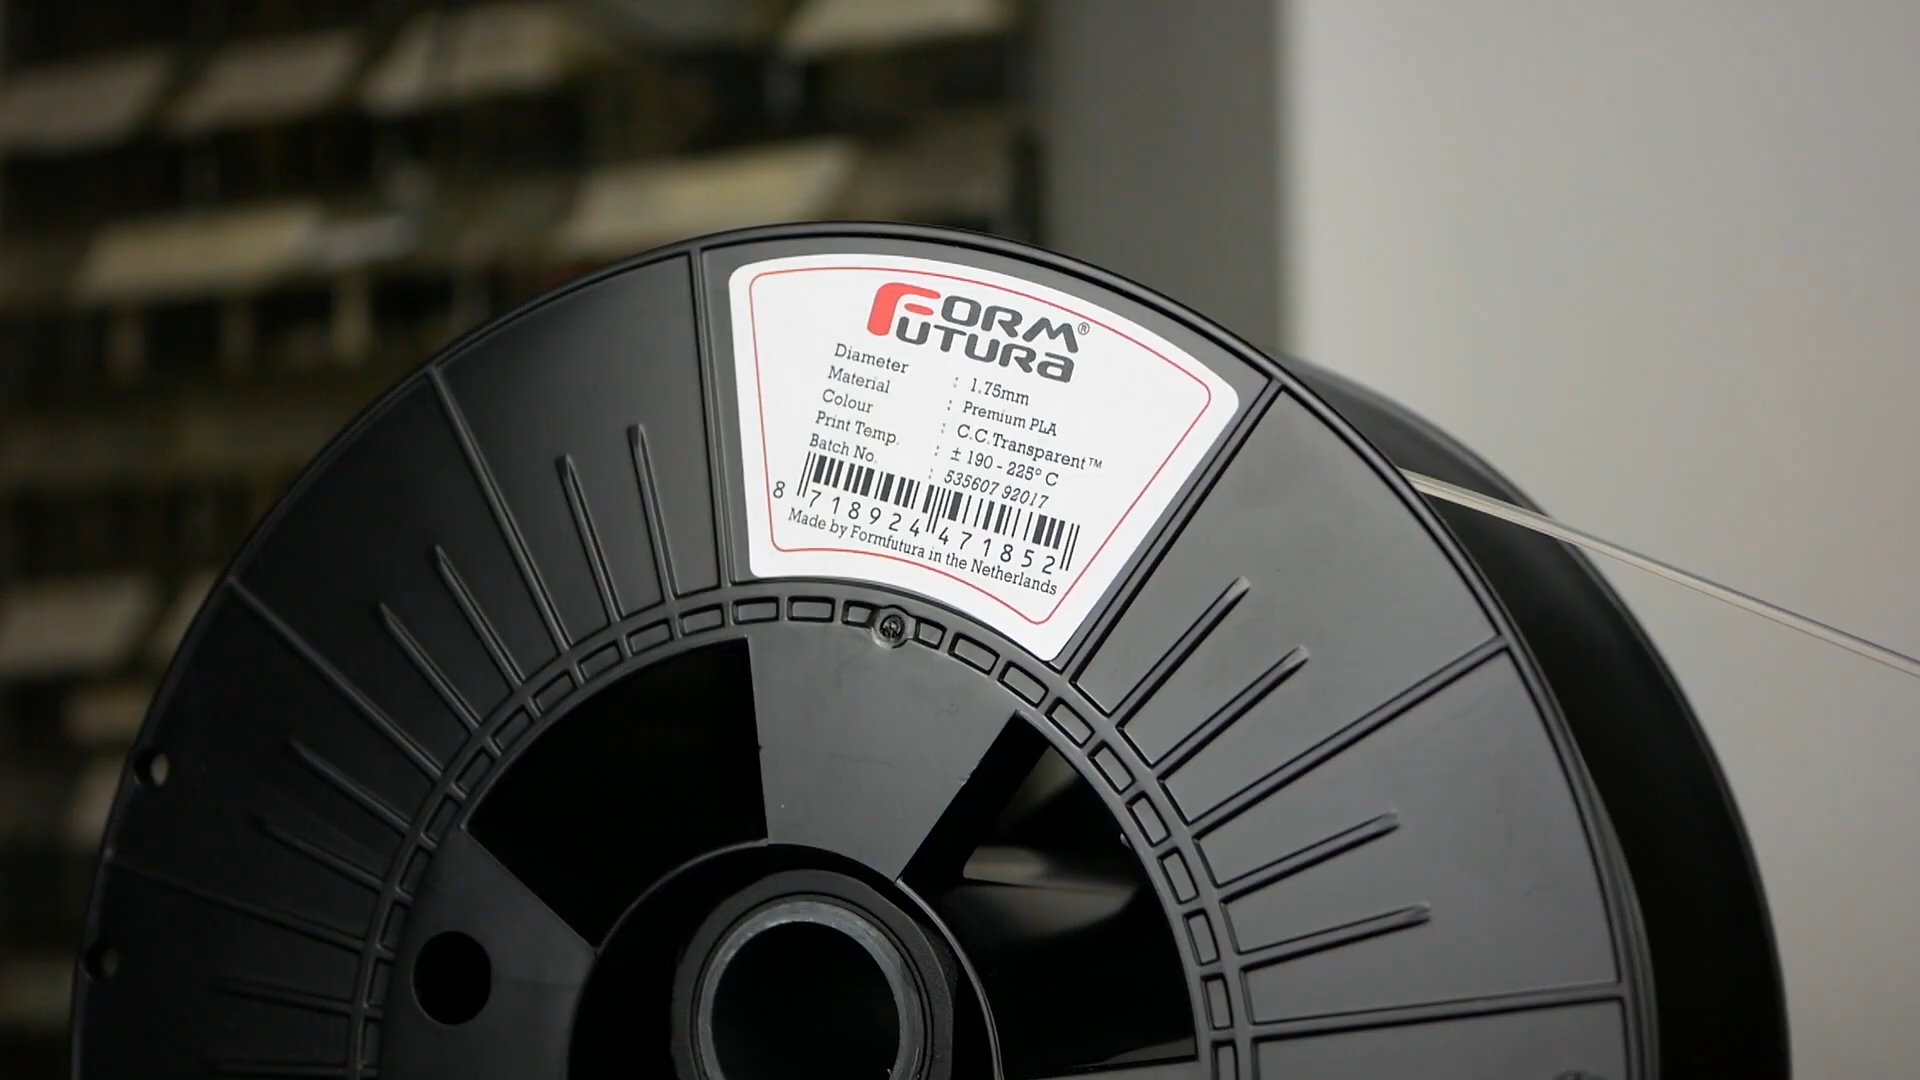 FORM®
FUTURA
Diameter : 1.75mm
Material : Premium PLA
Colour : C.C.Transparent™
Print Temp. : ± 190 - 225° C
Batch No. : 535607 92017
8 718924 471852
Made by Formfutura in the Netherlands